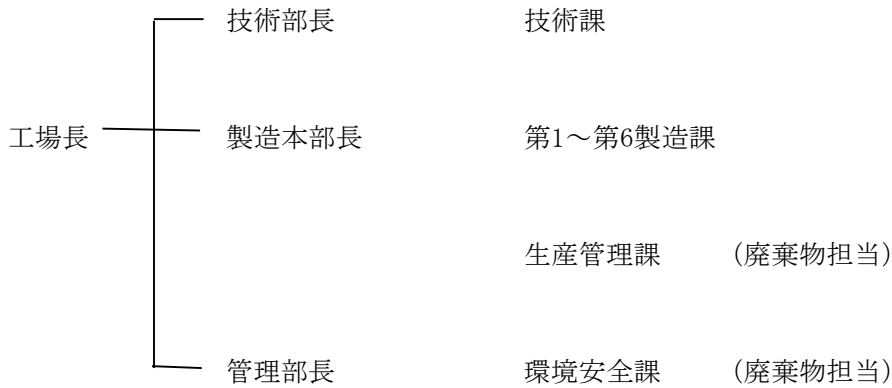 技術部長 技術課
工場長 製造本部長 第1～第6製造課
生産管理課 (廃棄物担当)
管理部長 環境安全課 (廃棄物担当)